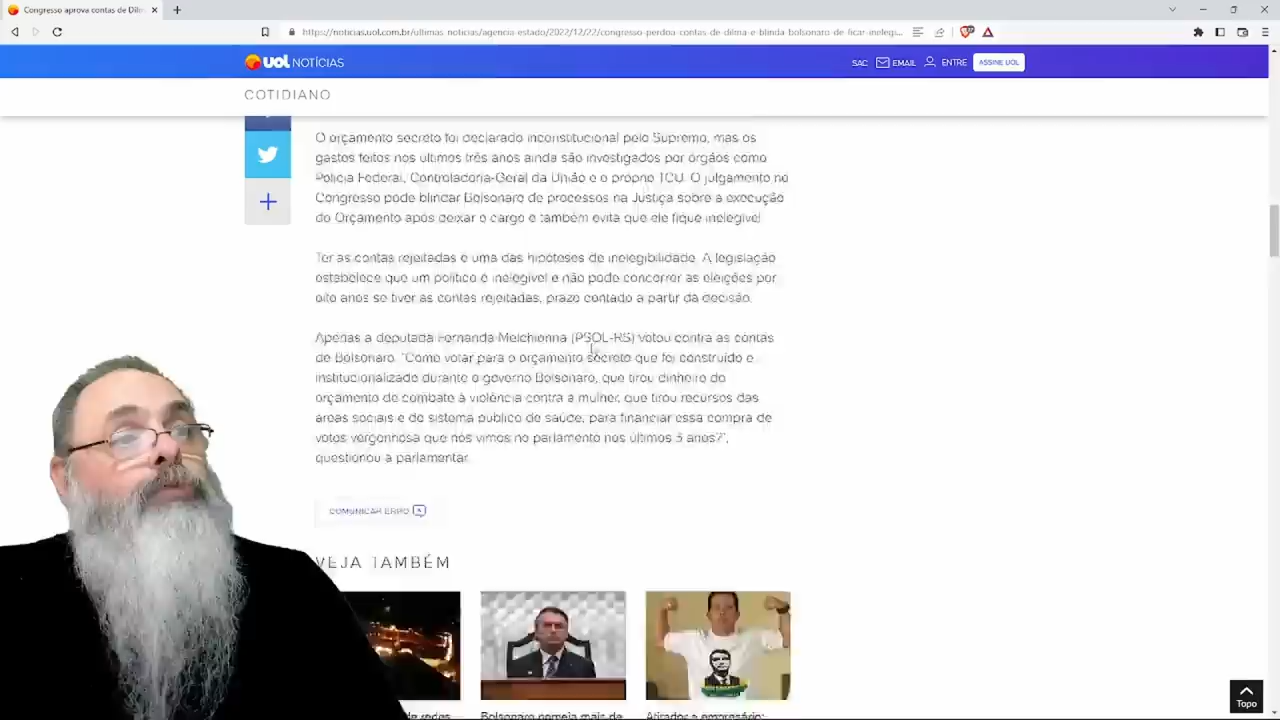 Congresso aprova contas de Dilm
https://noticias.uol.com.br/ultimas-noticias/agencia-estado/2022/12/22/congresso-perdoa-contas-de-dilma-e-blinda-bolsonaro-de-ficar-inelegi...
UOL NOTÍCIAS
SAC
EMAIL
ENTRE
ASSINE UOL
COTIDIANO
O orçamento secreto foi declarado inconstitucional pelo Supremo, mas os
gastos feitos nos últimos três anos ainda são investigados por órgãos como
Polícia Federal, Controladoria-Geral da União e o próprio TCU. O julgamento no
Congresso pode blindar Bolsonaro de processos na Justiça sobre a execução
do Orçamento após deixar o cargo e também evita que ele fique inelegível.
Ter as contas rejeitadas é uma das hipóteses de inelegibilidade. A legislação
estabelece que um político é inelegível e não pode concorrer às eleições por
oito anos se tiver as contas rejeitadas, prazo contado a partir da decisão.
Apenas a deputada Fernanda Melchionna (PSOL-RS) votou contra as contas
de Bolsonaro. "Como votar para o orçamento secreto que foi construído e
institucionalizado durante o governo Bolsonaro, que tirou dinheiro do
orçamento de combate à violência contra a mulher, que tirou recursos das
áreas sociais e do sistema público de saúde, para financiar essa compra de
votos vergonhosa que nós vimos no parlamento nos últimos 3 anos?",
questionou a parlamentar.
COMUNICAR ERRO
VEJA TAMBÉM
de redes
Bolsonaro nomeia mais de
Atirador e empresário:
Topo